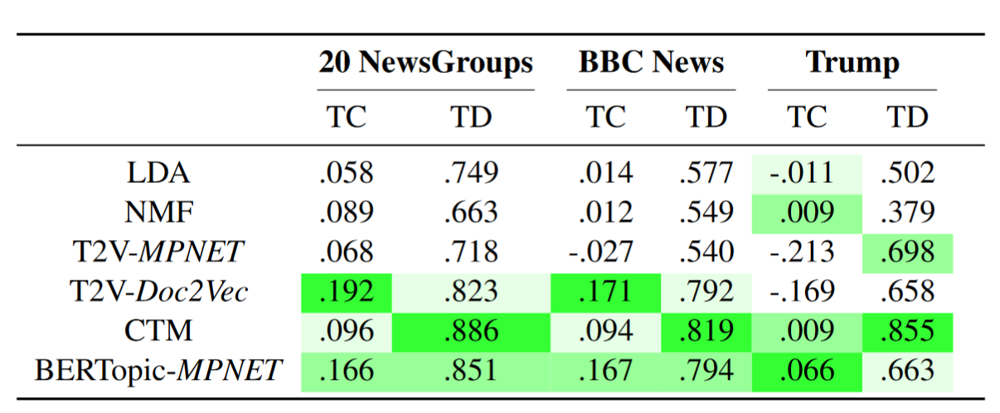 20 NewsGroups BBC News Trump
TC TD TC TD TC TD
LDA .058 .749 .014 .577 -.011 .502
NMF .089 .663 .012 .549 .009 .379
T2V-MPNET .068 .718 -.027 .540 -.213 .698
T2V-Doc2Vec .192 .823 .171 .792 -.169 .658
CTM .096 .886 .094 .819 .009 .855
BERTopic-MPNET .166 .851 .167 .794 .066 .663